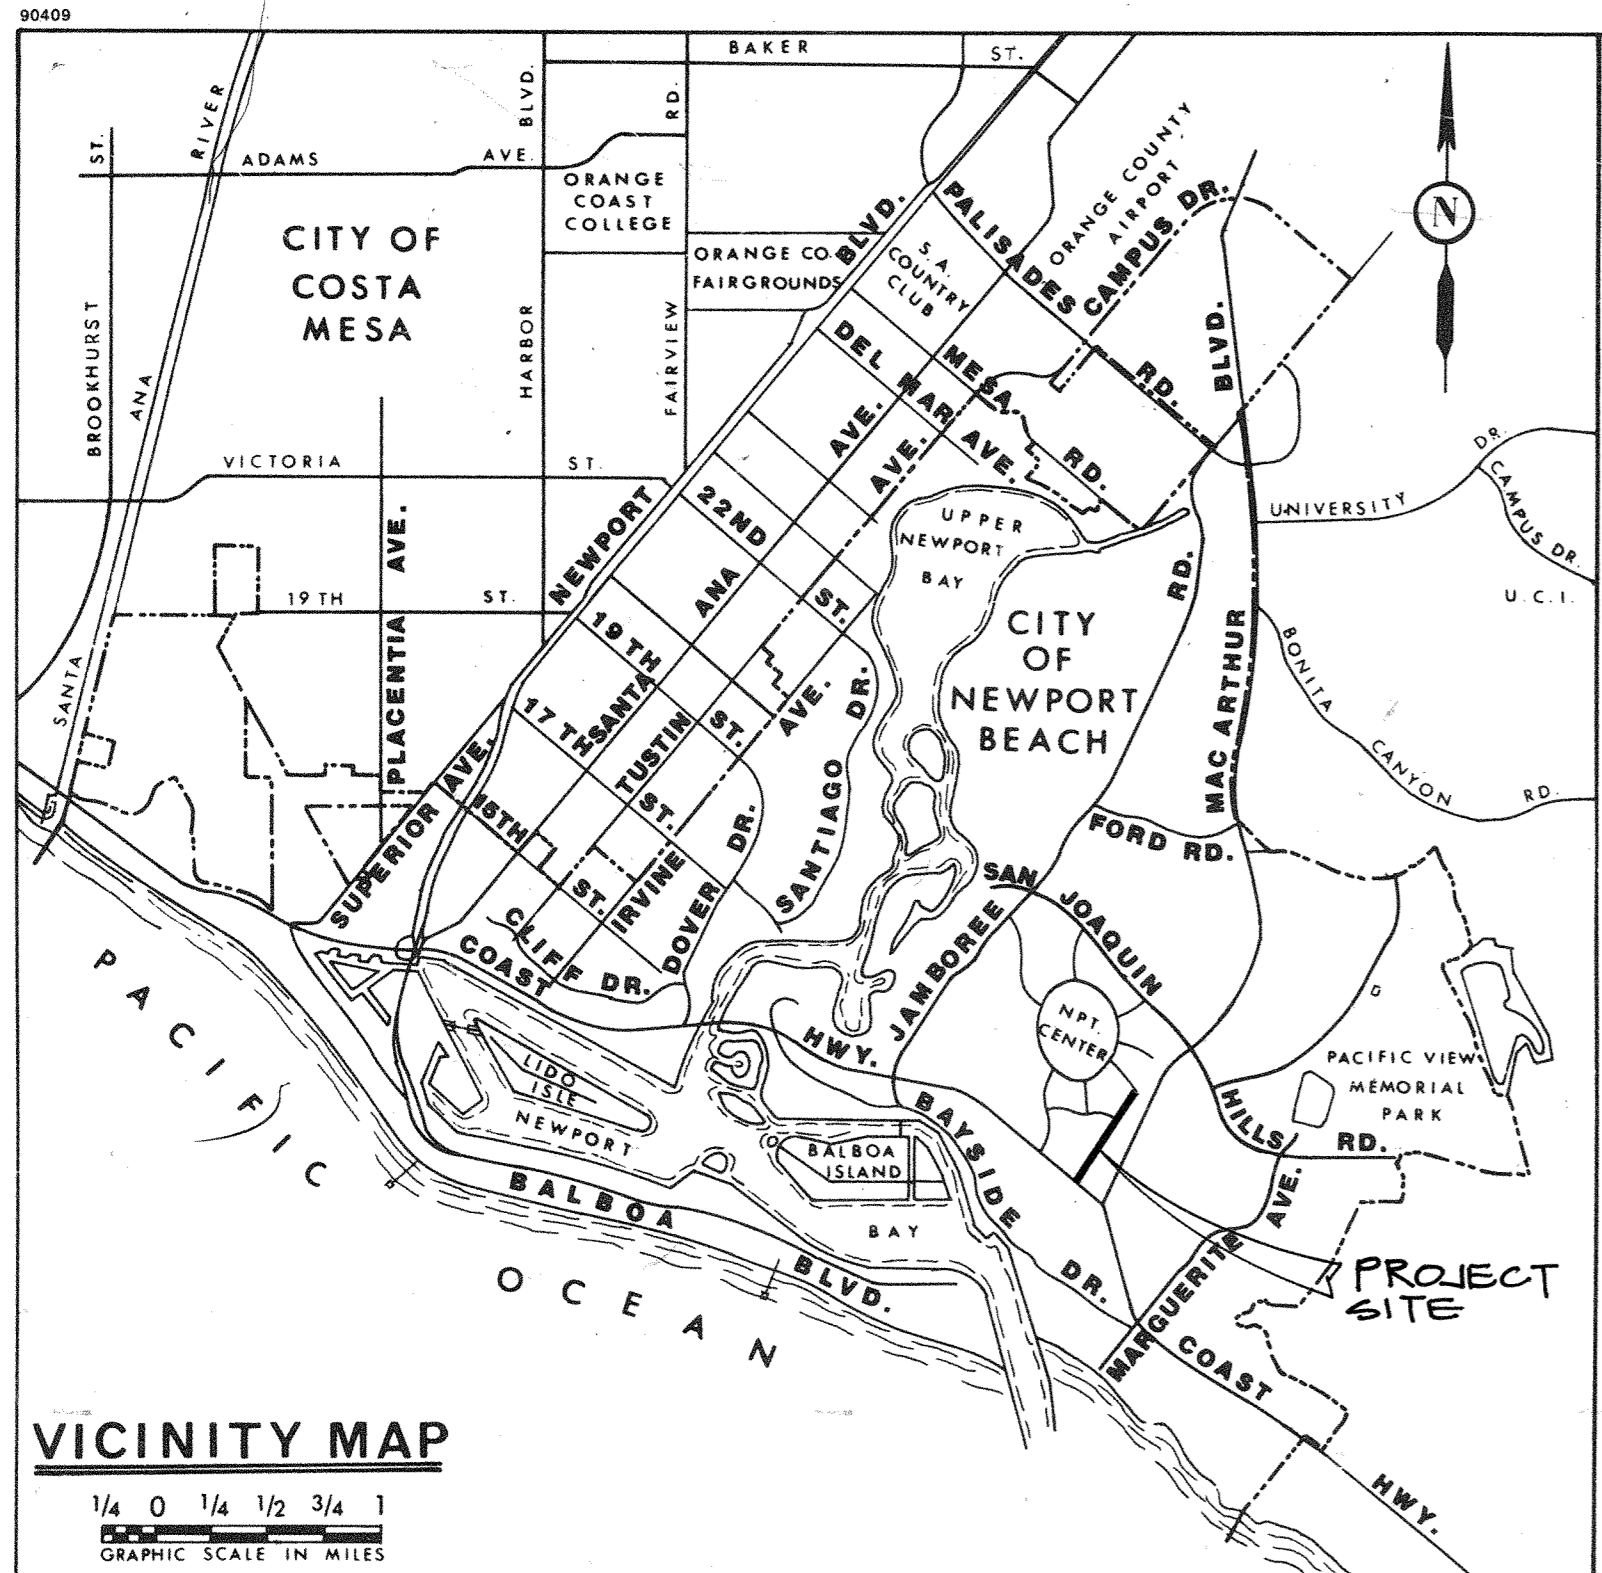 90409
BAKER ST.
RIVER
BLVD.
RD.
ST.
ADAMS AVE.
ORANGE
COAST
COLLEGE
ORANGE COUNTY
AIRPORT
N
CITY OF
COSTA
MESA
ORANGE CO.
FAIRGROUNDS
BLVD.
S. A.
COUNTRY
CLUB
PALISADES RD.
CAMPUS DR.
BROOKHURST
ANA
HARBOR
FAIRVIEW
DEL MAR AVE.
MESA RD.
BLVD.
AVE.
AVE.
VICTORIA ST.
DR.
CAMPUS DR.
UNIVERSITY
U.C.I.
PLACENTIA AVE.
NEWPORT
22ND ST.
UPPER
NEWPORT
BAY
RD.
19TH ST.
ANA
19TH ST.
CITY
OF
NEWPORT
BEACH
MAC ARTHUR
BONITA CANYON RD.
SANTA
SANTA
17TH ST.
TUSTIN
AVE.
SANTIAGO DR.
SUPERIOR AVE.
15TH ST.
IRVINE
DOVER DR.
FORD RD.
SAN JOAQUIN HILLS RD.
JAMBOREE
CLIFF DR.
COAST HWY.
NPT.
CENTER
PACIFIC VIEW
MEMORIAL
PARK
LIDO
ISLE
NEWPORT
BALBOA
ISLAND
BAY
BAYSIDE DR.
BALBOA BLVD.
MARGUERITE AVE.
PACIFIC OCEAN
PROJECT
SITE
COAST HWY.
VICINITY MAP
1/4 0 1/4 1/2 3/4 1
GRAPHIC SCALE IN MILES